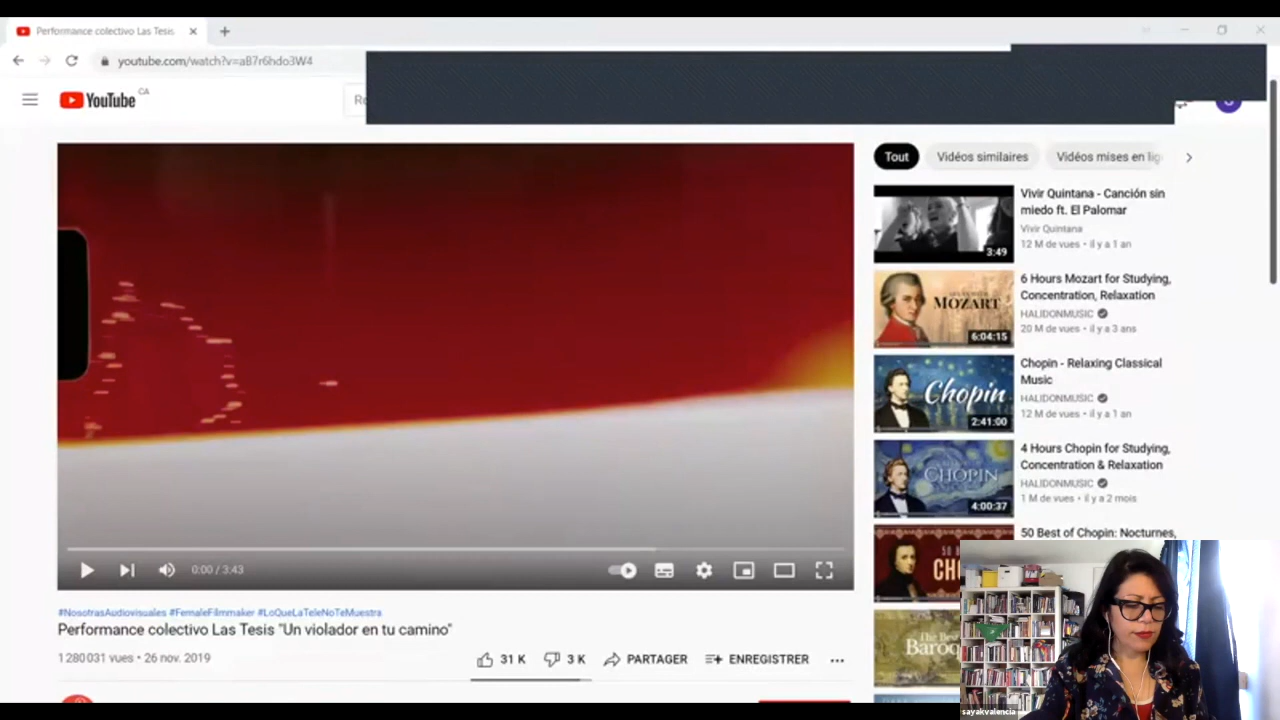 Performance colectivo Las Tesis
youtube.com/watch?v=aB7r6hdo3W4
YouTube CA
Tout
Vidéos similaires
Vidéos mises en lig
Vivir Quintana - Canción sin
miedo ft. El Palomar
Vivir Quintana
12 M de vues • il y a 1 an
3:49
6 Hours Mozart for Studying,
Concentration, Relaxation
HALIDONMUSIC
20 M de vues • il y a 3 ans
MOZART
6:04:15
Chopin - Relaxing Classical
Music
HALIDONMUSIC
12 M de vues • il y a 1 an
Chopin
2:41:00
4 Hours Chopin for Studying,
Concentration & Relaxation
HALIDONMUSIC
1 M de vues • il y a 2 mois
CHOPIN
4:00:37
50 Best of Chopin: Nocturnes,
50
CH
The Best
Baroq
0:00 / 3:43
#NosotrasAudiovisuales #FemaleFilmmaker #LoQueLaTeleNoTeMuestra
Performance colectivo Las Tesis "Un violador en tu camino"
1 280 031 vues • 26 nov. 2019
31 K
3 K
PARTAGER
ENREGISTRER
sayakvalencia